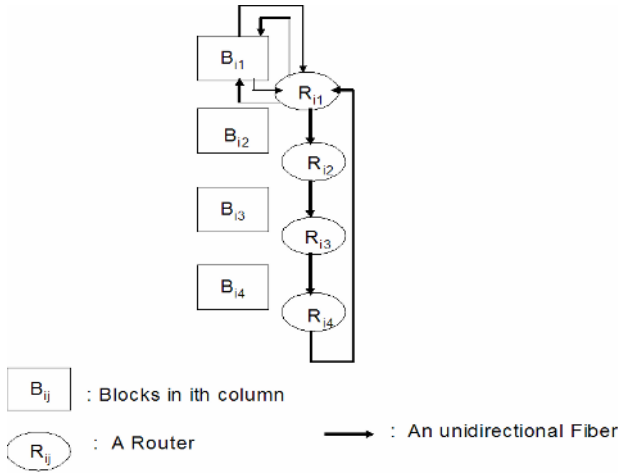 B i1
R i1
B i2
R i2
B i3
R i3
B i4
R i4
B ij : Blocks in ith column
R ij : A Router
: An unidirectional Fiber